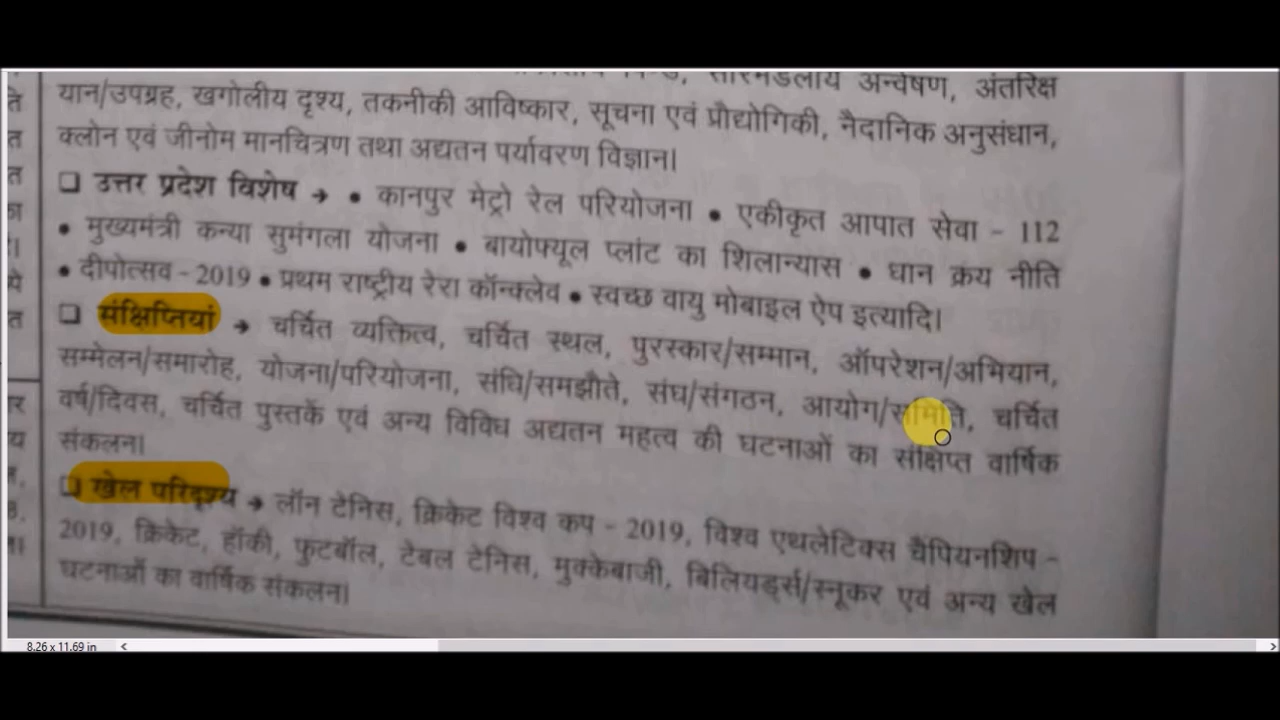 अन्वेषण, अंतरिक्ष
यान/उपग्रह, खगोलीय दृश्य, तकनीकी आविष्कार, सूचना एवं प्रौद्योगिकी, नैदानिक अनुसंधान,
क्लोन एवं जीनोम मानचित्रण तथा अद्यतन पर्यावरण विज्ञान।
❑ उत्तर प्रदेश विशेष → • कानपुर मेट्रो रेल परियोजना • एकीकृत आपात सेवा - 112
• मुख्यमंत्री कन्या सुमंगला योजना • बायोफ्यूल प्लांट का शिलान्यास • धान क्रय नीति
• दीपोत्सव - 2019 • प्रथम राष्ट्रीय रेरा कॉन्क्लेव • स्वच्छ वायु मोबाइल ऐप इत्यादि।
❑ संक्षिप्तियां → चर्चित व्यक्तित्व, चर्चित स्थल, पुरस्कार/सम्मान, ऑपरेशन/अभियान,
सम्मेलन/समारोह, योजना/परियोजना, संधि/समझौते, संघ/संगठन, आयोग/समिति, चर्चित
वर्ष/दिवस, चर्चित पुस्तकें एवं अन्य विविध अद्यतन महत्व की घटनाओं का संक्षिप्त वार्षिक
संकलन।
❑ खेल परिदृश्य → लॉन टेनिस, क्रिकेट विश्व कप - 2019, विश्व एथलेटिक्स चैंपियनशिप -
2019, क्रिकेट, हॉकी, फुटबॉल, टेबल टेनिस, मुक्केबाजी, बिलियर्ड्स/स्नूकर एवं अन्य खेल
घटनाओं का वार्षिक संकलन।
8.26 x 11.69 in